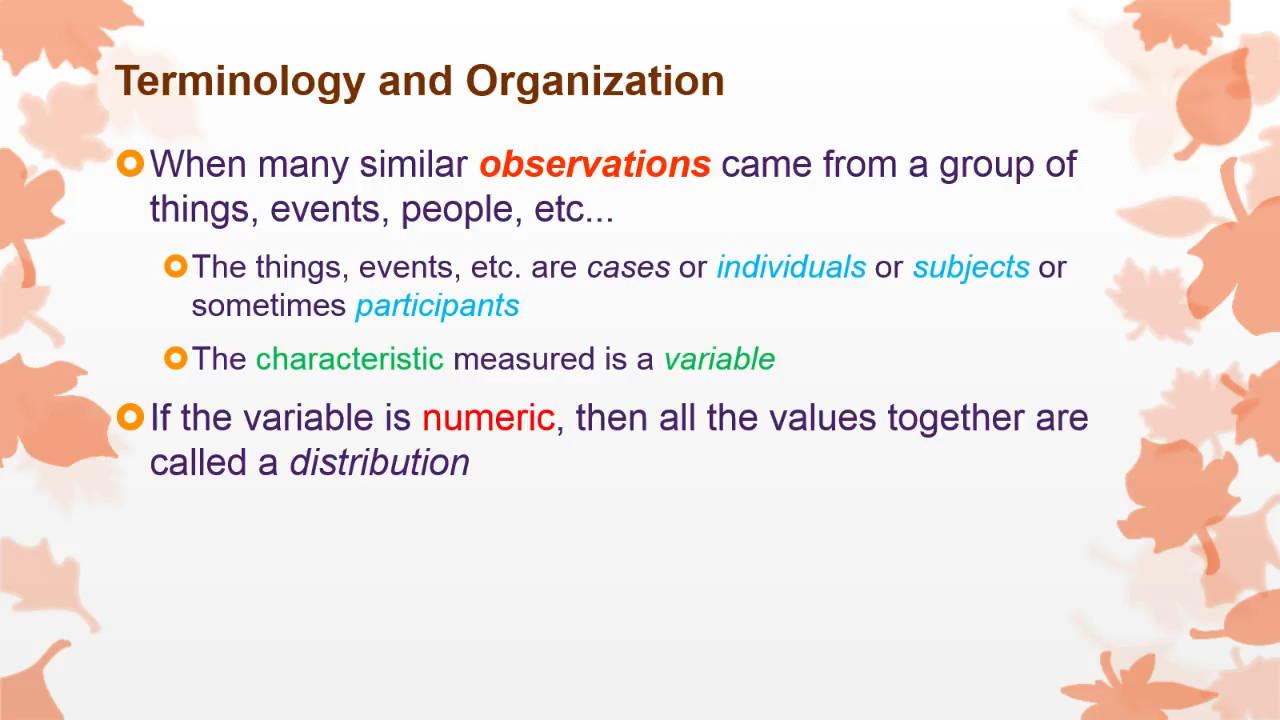 Terminology and Organization
When many similar observations came from a group of
things, events, people, etc...
The things, events, etc. are cases or individuals or subjects or
sometimes participants
The characteristic measured is a variable
If the variable is numeric, then all the values together are
called a distribution